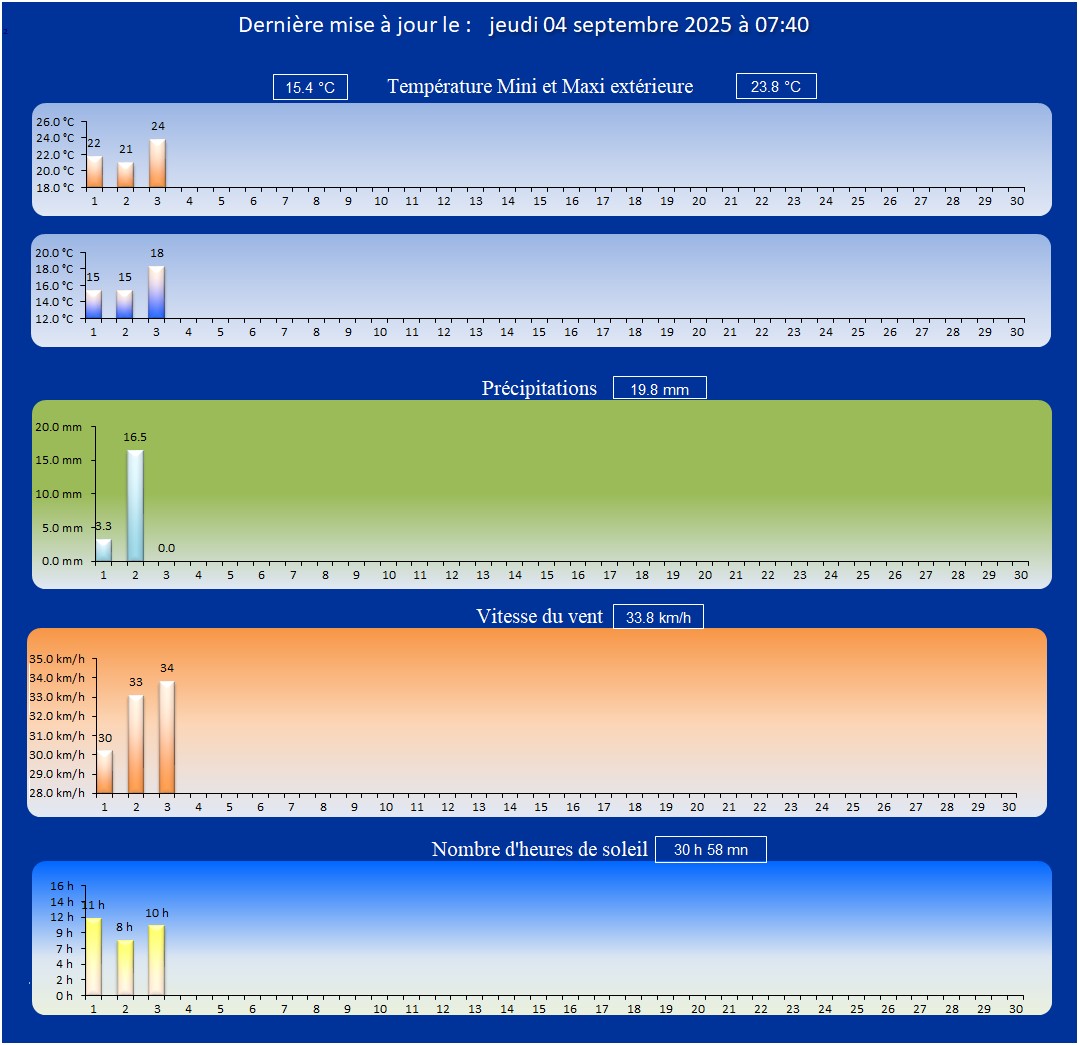 Dernière mise à jour le : jeudi 04 septembre 2025 à 07:40
15.4 °C Température Mini et Maxi extérieure 23.8 °C
26.0 °C
24.0 °C
22.0 °C
20.0 °C
18.0 °C
22 21 24
1 2 3 4 5 6 7 8 9 10 11 12 13 14 15 16 17 18 19 20 21 22 23 24 25 26 27 28 29 30
20.0 °C
18.0 °C
16.0 °C
14.0 °C
12.0 °C
15 15 18
1 2 3 4 5 6 7 8 9 10 11 12 13 14 15 16 17 18 19 20 21 22 23 24 25 26 27 28 29 30
Précipitations 19.8 mm
20.0 mm
15.0 mm
10.0 mm
5.0 mm
0.0 mm
3.3 16.5 0.0
1 2 3 4 5 6 7 8 9 10 11 12 13 14 15 16 17 18 19 20 21 22 23 24 25 26 27 28 29 30
Vitesse du vent 33.8 km/h
35.0 km/h
34.0 km/h
33.0 km/h
32.0 km/h
31.0 km/h
30.0 km/h
29.0 km/h
28.0 km/h
30 33 34
1 2 3 4 5 6 7 8 9 10 11 12 13 14 15 16 17 18 19 20 21 22 23 24 25 26 27 28 29 30
Nombre d'heures de soleil 30 h 58 mn
16 h
14 h
12 h
9 h
7 h
4 h
2 h
0 h
11 h 8 h 10 h
1 2 3 4 5 6 7 8 9 10 11 12 13 14 15 16 17 18 19 20 21 22 23 24 25 26 27 28 29 30